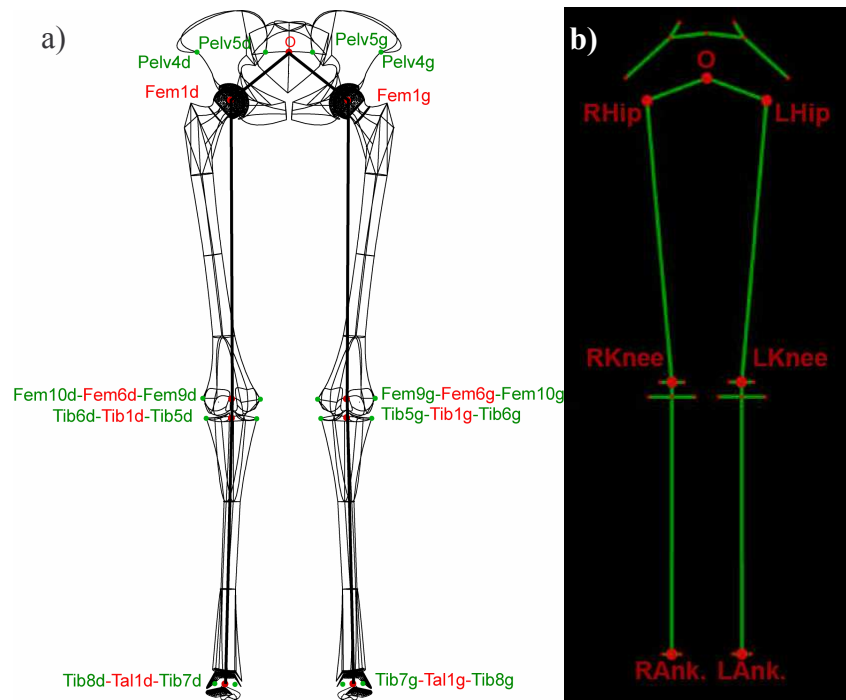 a)
Pelv5d
O
Pelv5g
Pelv4d
Pelv4g
Fem1d
Fem1g
Fem10d-Fem6d-Fem9d
Fem9g-Fem6g-Fem10g
Tib6d-Tib1d-Tib5d
Tib5g-Tib1g-Tib6g
Tib8d-Tal1d-Tib7d
Tib7g-Tal1g-Tib8g
b)
O
RHip
LHip
RKnee
LKnee
RAnk.
LAnk.